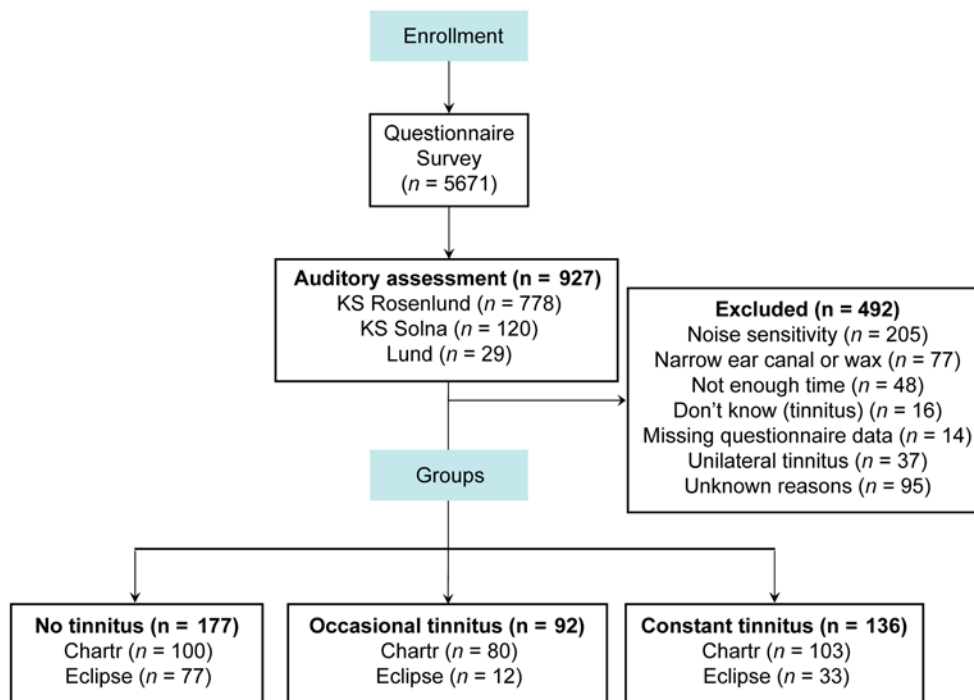 Enrollment
Questionnaire
Survey
(n = 5671)
Auditory assessment (n = 927)
KS Rosenlund (n = 778)
KS Solna (n = 120)
Lund (n = 29)
Excluded (n = 492)
Noise sensitivity (n = 205)
Narrow ear canal or wax (n = 77)
Not enough time (n = 48)
Don't know (tinnitus) (n = 16)
Missing questionnaire data (n = 14)
Unilateral tinnitus (n = 37)
Unknown reasons (n = 95)
Groups
No tinnitus (n = 177)
Chartr (n = 100)
Eclipse (n = 77)
Occasional tinnitus (n = 92)
Chartr (n = 80)
Eclipse (n = 12)
Constant tinnitus (n = 136)
Chartr (n = 103)
Eclipse (n = 33)